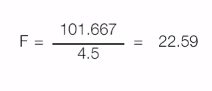 F = 101.667 / 4.5 = 22.59